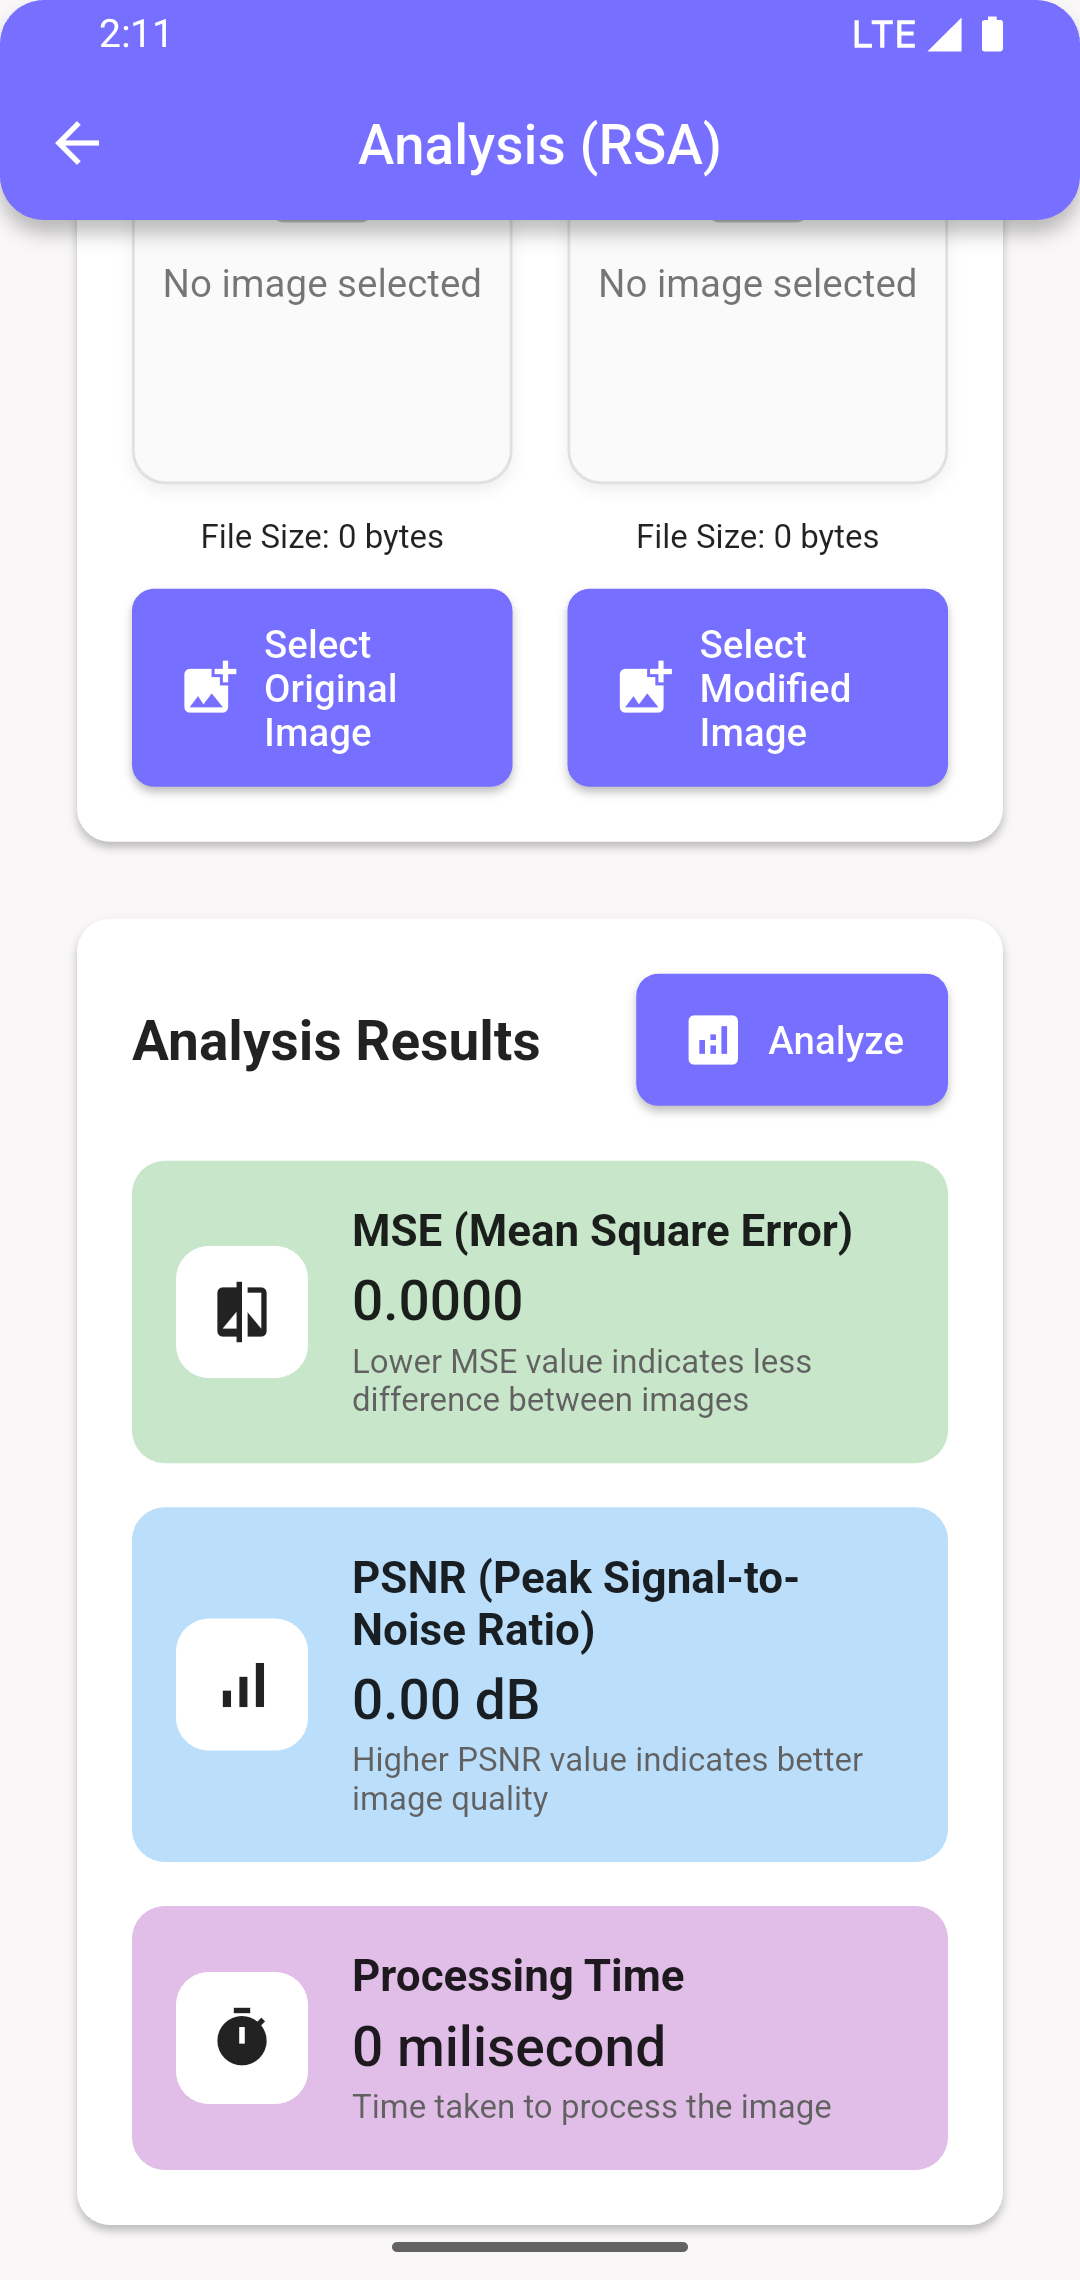 2:11
LTE
Analysis (RSA)
No image selected
No image selected
File Size: 0 bytes
File Size: 0 bytes
Select
Original
Image
Select
Modified
Image
Analysis Results
Analyze
MSE (Mean Square Error)
0.0000
Lower MSE value indicates less
difference between images
PSNR (Peak Signal-to-
Noise Ratio)
0.00 dB
Higher PSNR value indicates better
image quality
Processing Time
0 milisecond
Time taken to process the image